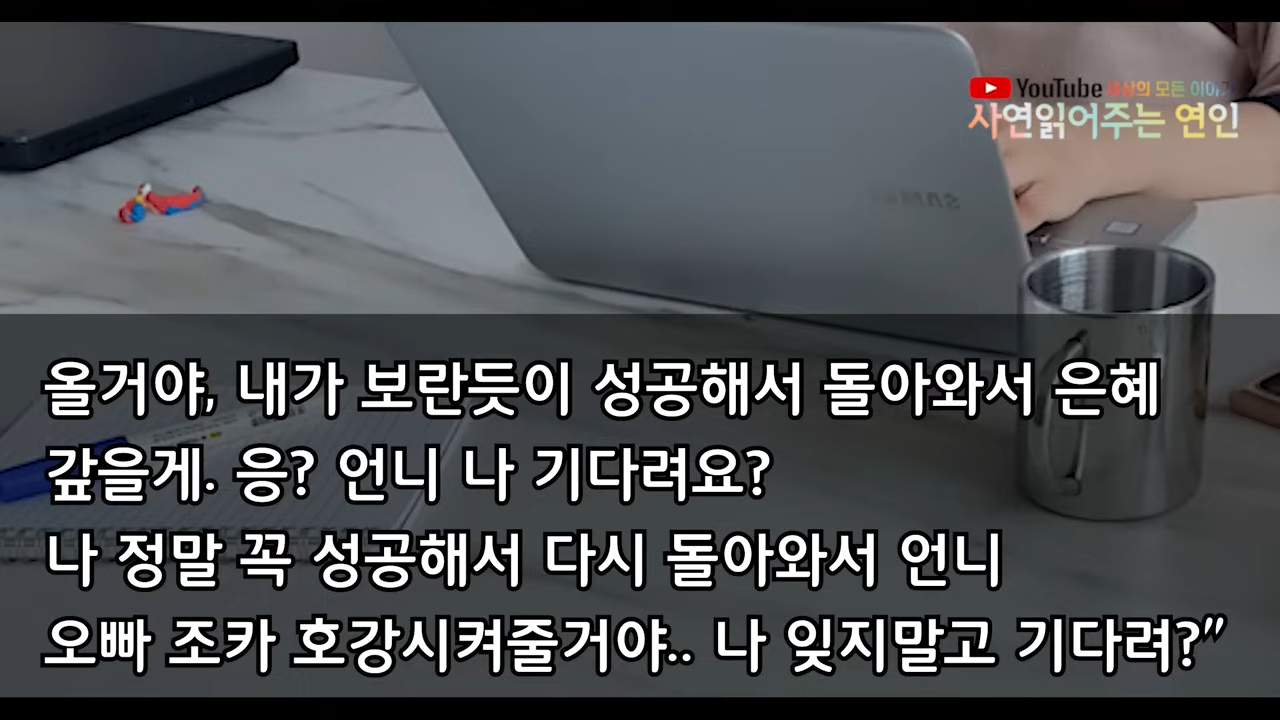 YouTube 세상의 모든 이야기
사연읽어주는 연인
SAMSUNG
올거야, 내가 보란듯이 성공해서 돌아와서 은혜
갚을게. 응? 언니 나 기다려요?
나 정말 꼭 성공해서 다시 돌아와서 언니
오빠 조카 호강시켜줄거야.. 나 잊지말고 기다려?"